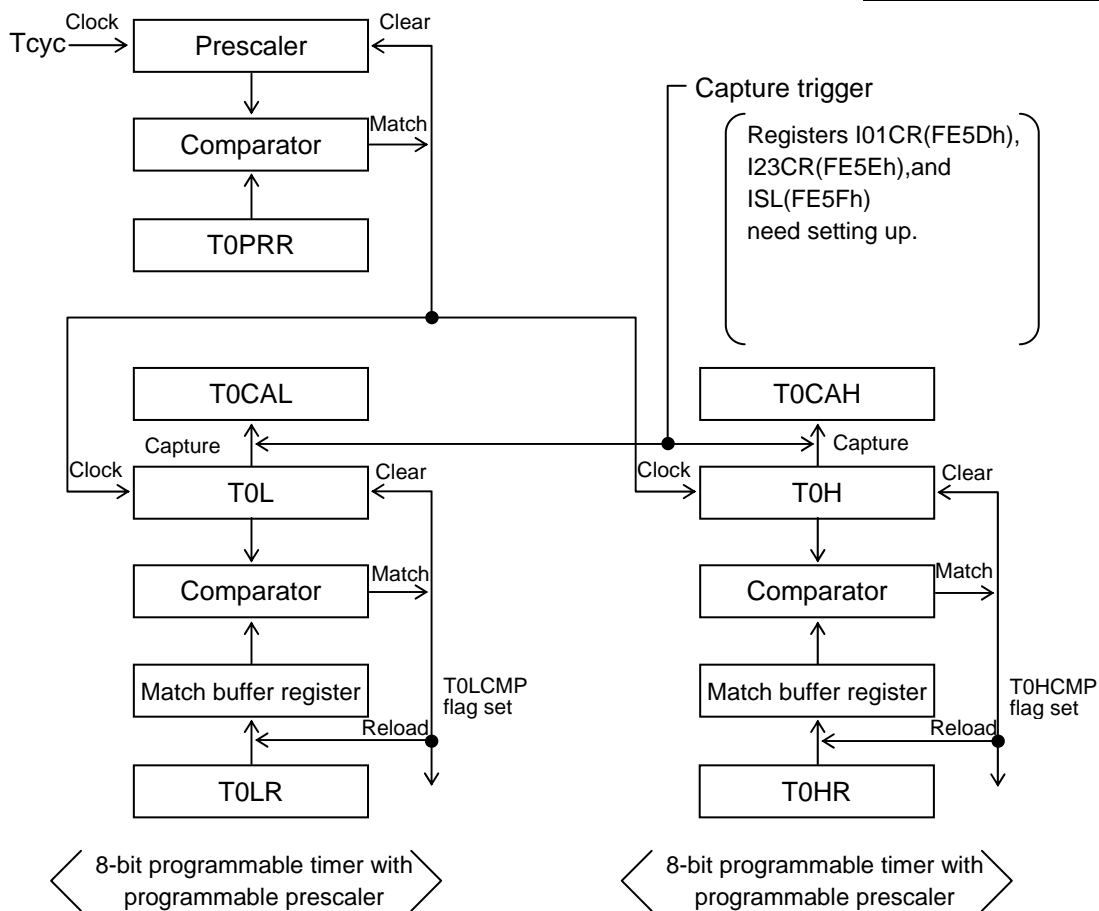 Clock
Clear
Tcyc
Prescaler
Capture trigger
Match
Comparator
Registers I01CR(FE5Dh),
I23CR(FE5Eh),and
ISL(FE5Fh)
need setting up.
T0PRR
T0CAL
T0CAH
Capture
Capture
Clock
Clear
Clock
Clear
T0L
T0H
Match
Match
Comparator
Comparator
Match buffer register
T0LCMP
flag set
Match buffer register
T0HCMP
flag set
Reload
Reload
T0LR
T0HR
8-bit programmable timer with
programmable prescaler
8-bit programmable timer with
programmable prescaler